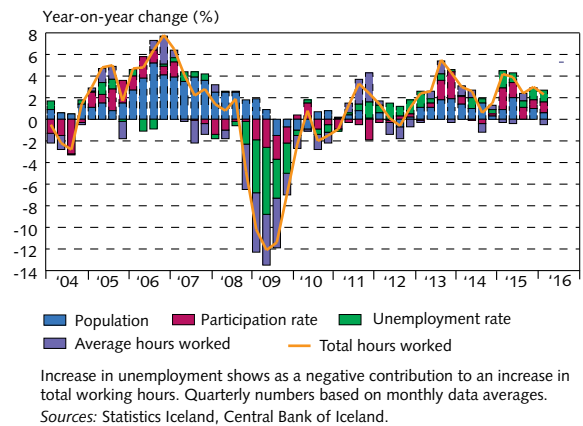 Year-on-year change (%)
8
6
4
2
0
-2
-4
-6
-8
-10
-12
-14
'04 '05 '06 '07 '08 '09 '10 '11 '12 '13 '14 '15 '16
Population Participation rate Unemployment rate
Average hours worked Total hours worked
Increase in unemployment shows as a negative contribution to an increase in
total working hours. Quarterly numbers based on monthly data averages.
Sources: Statistics Iceland, Central Bank of Iceland.